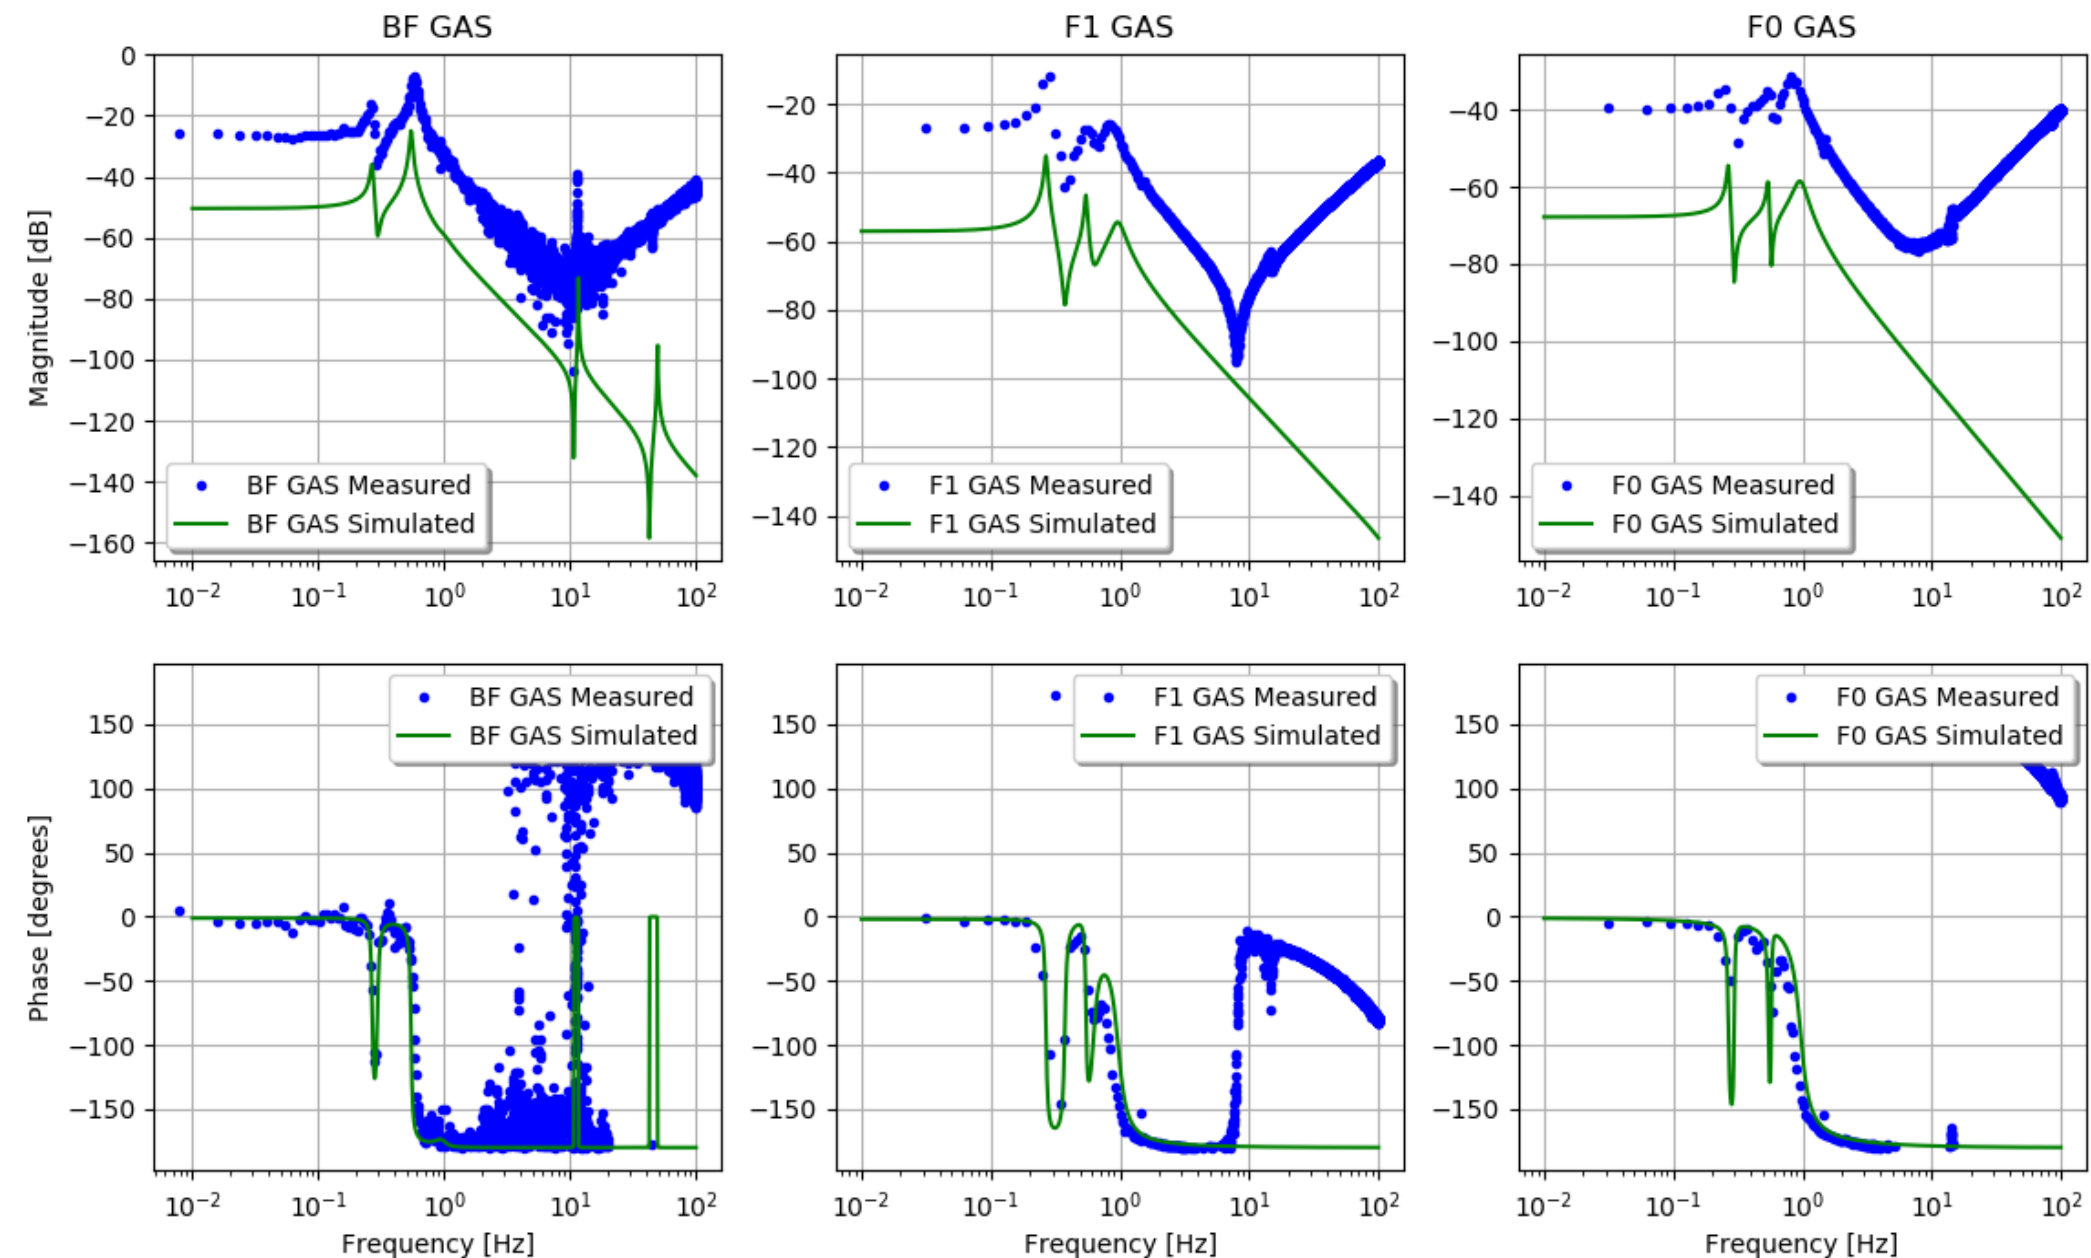 BF GAS
F1 GAS
F0 GAS
Magnitude [dB]
0
−20
−40
−60
−80
−100
−120
−140
−160
BF GAS Measured
BF GAS Simulated
10⁻² 10⁻¹ 10⁰ 10¹ 10²
−20
−40
−60
−80
−100
−120
−140
F1 GAS Measured
F1 GAS Simulated
10⁻² 10⁻¹ 10⁰ 10¹ 10²
−40
−60
−80
−100
−120
−140
F0 GAS Measured
F0 GAS Simulated
10⁻² 10⁻¹ 10⁰ 10¹ 10²
Phase [degrees]
150
100
50
0
−50
−100
−150
BF GAS Measured
BF GAS Simulated
10⁻² 10⁻¹ 10⁰ 10¹ 10²
Frequency [Hz]
150
100
50
0
−50
−100
−150
F1 GAS Measured
F1 GAS Simulated
10⁻² 10⁻¹ 10⁰ 10¹ 10²
Frequency [Hz]
150
100
50
0
−50
−100
−150
F0 GAS Measured
F0 GAS Simulated
10⁻² 10⁻¹ 10⁰ 10¹ 10²
Frequency [Hz]